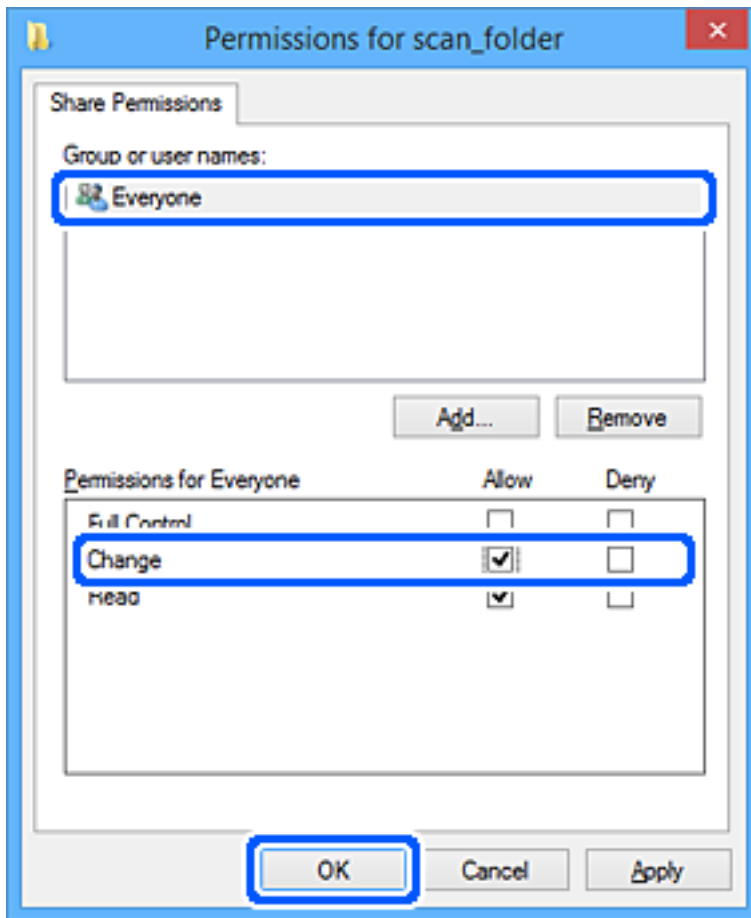 Permissions for scan_folder
Share Permissions
Group or user names:
Everyone
Add... Remove
Permissions for Everyone Allow Deny
Full Control
Change
Read
OK Cancel Apply